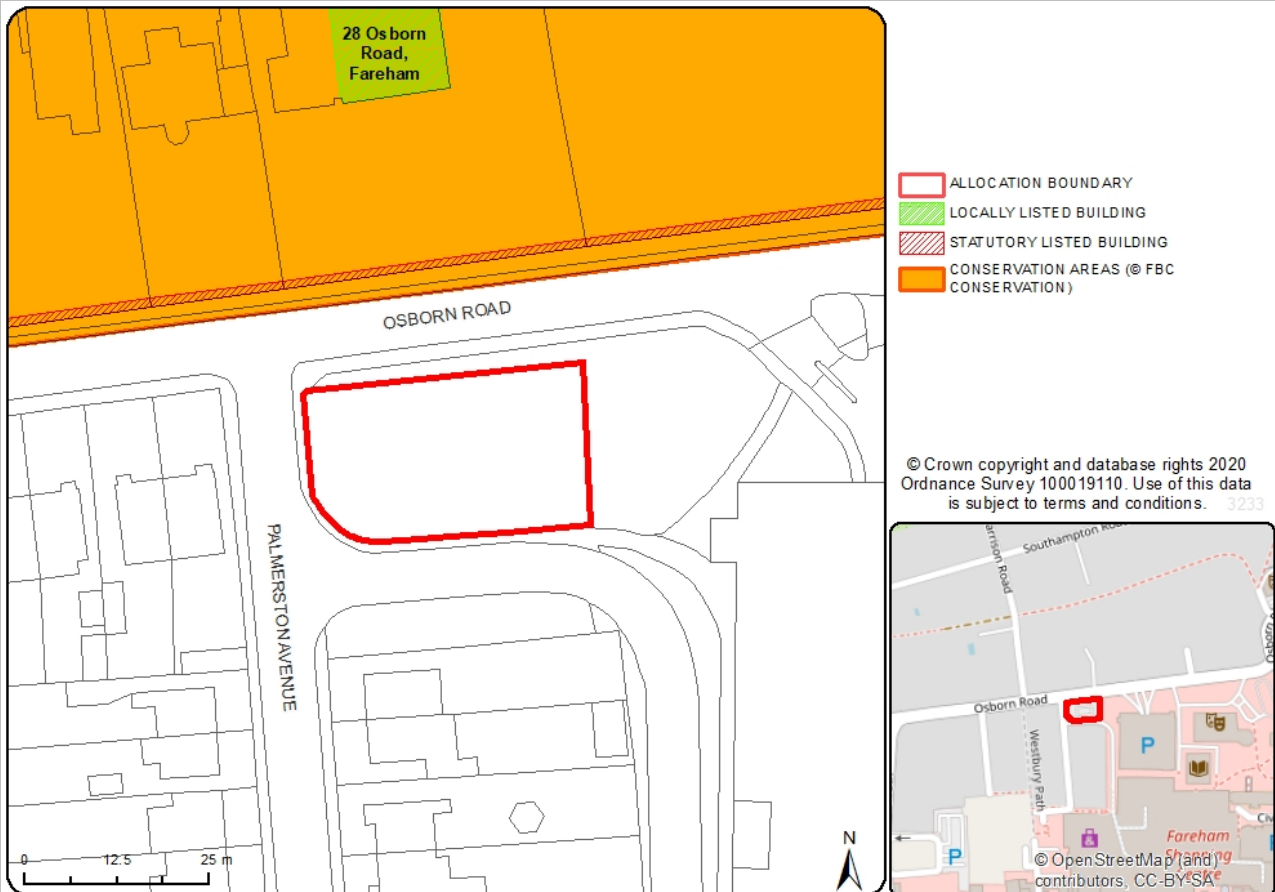 28 Osborn
Road,
Fareham
OSBORN ROAD
PALMERSTON AVENUE
0 12.5 25 m
N
ALLOCATION BOUNDARY
LOCALLY LISTED BUILDING
STATUTORY LISTED BUILDING
CONSERVATION AREAS (© FBC
CONSERVATION)
© Crown copyright and database rights 2020
Ordnance Survey 100019110. Use of this data
is subject to terms and conditions. 3233
Southampton
arrison Road
Osborn Road
Westbury Path
P
P
Fareham
Shopping
© OpenStreetMap (and)
contributors, CC-BY-SA